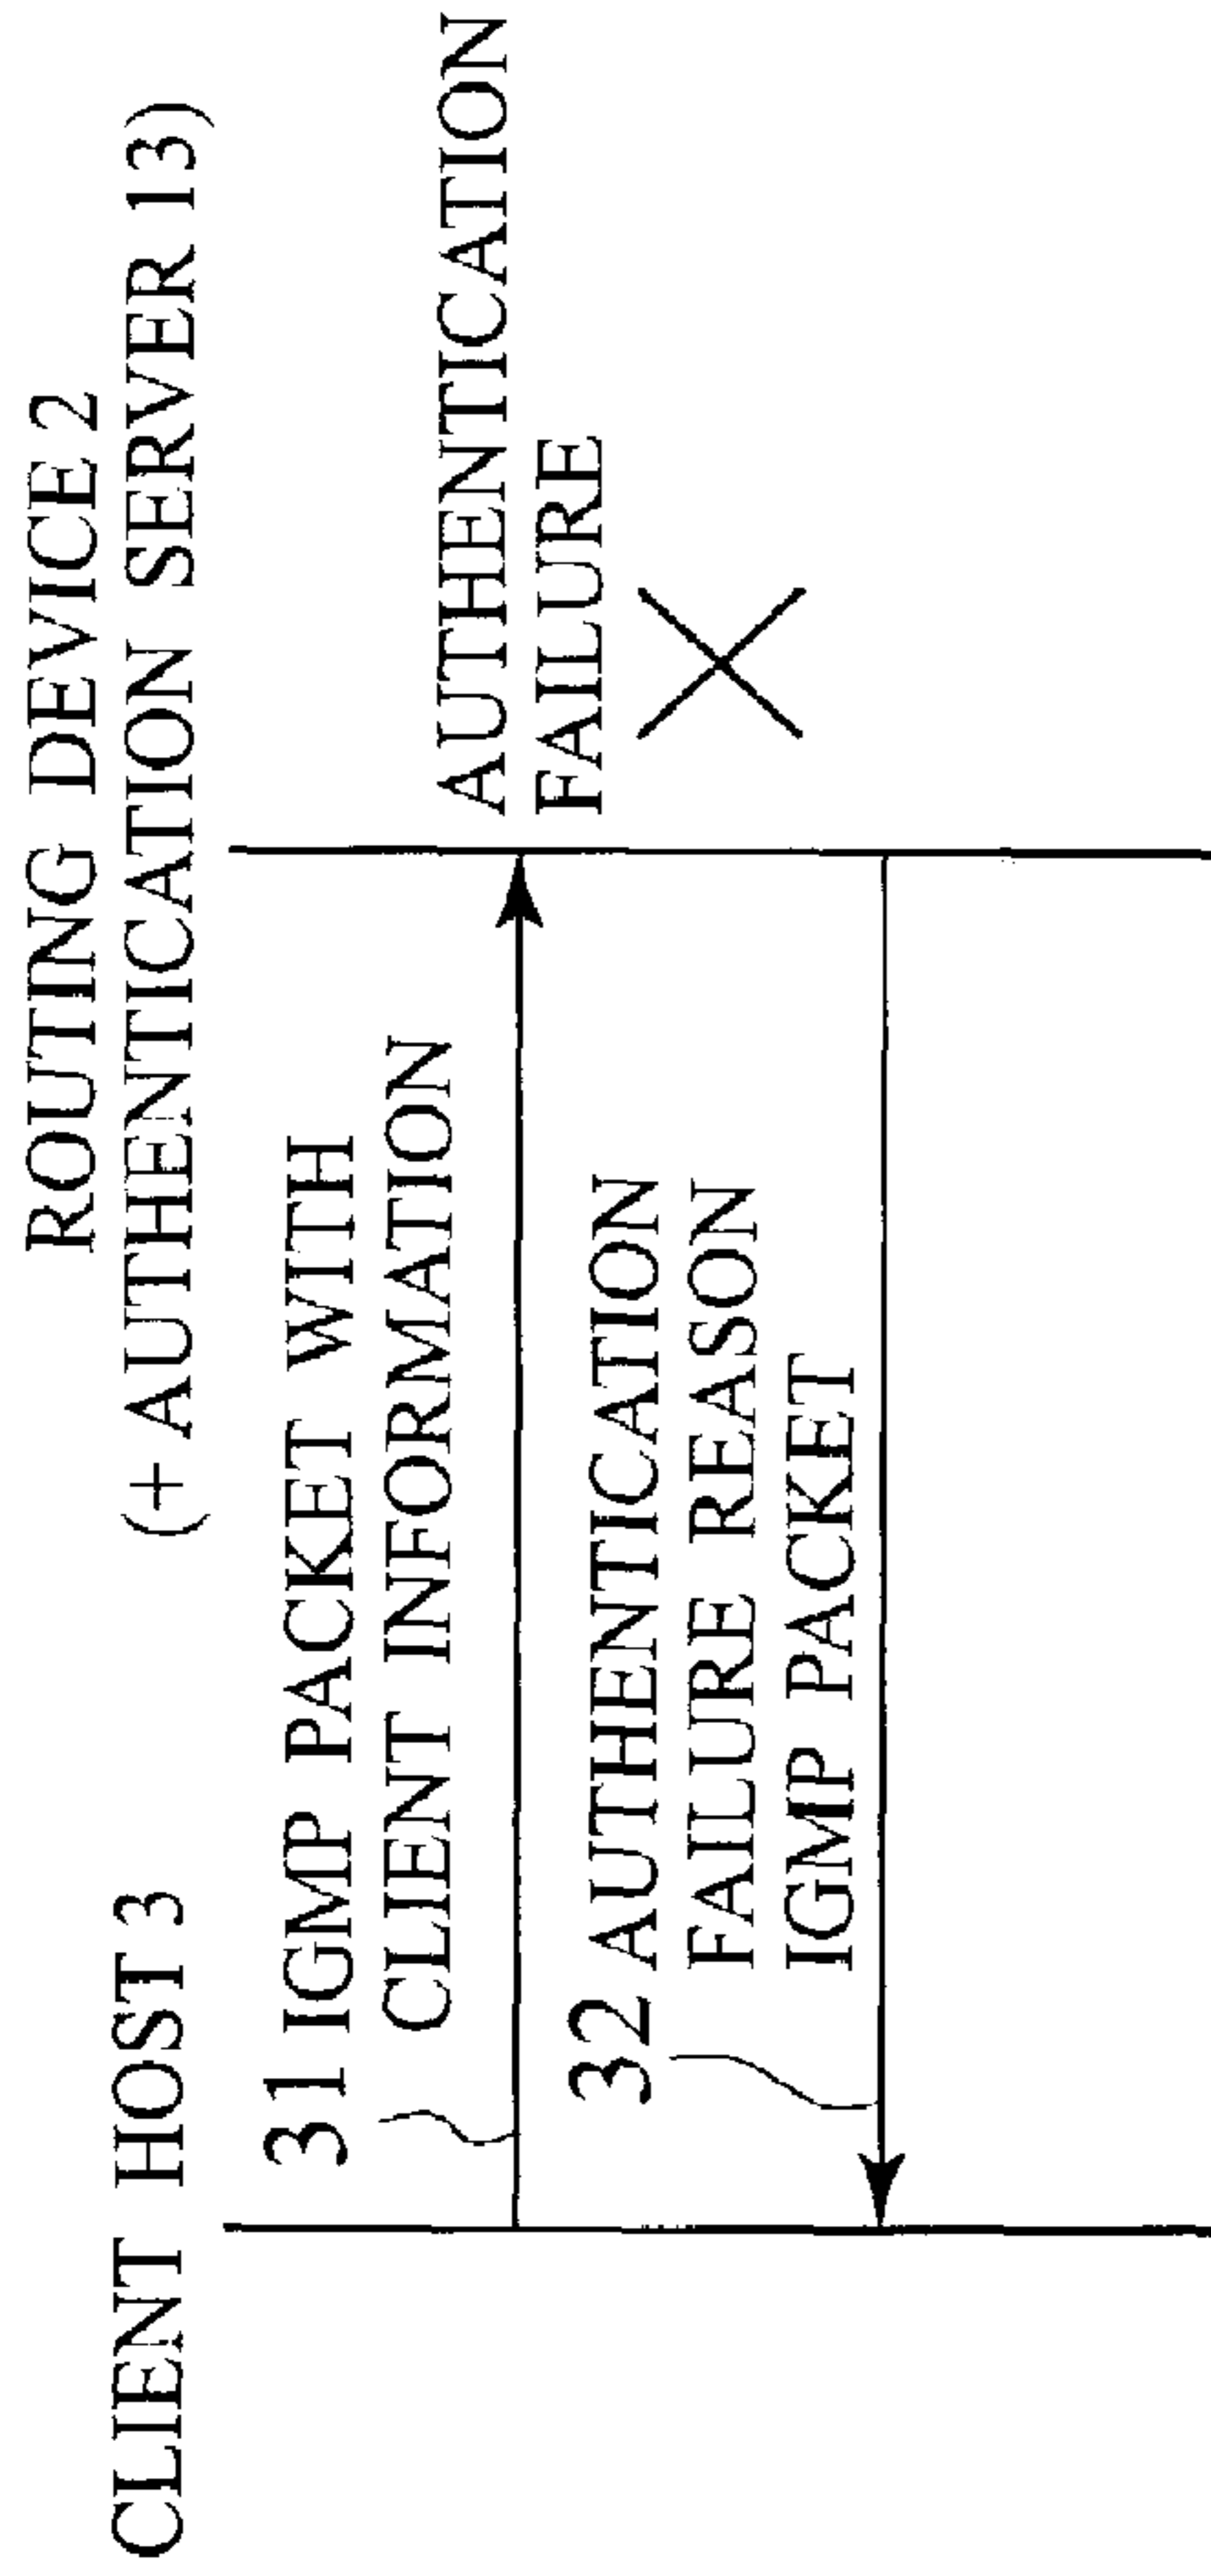 CLIENT HOST 3
ROUTING DEVICE 2
(+ AUTHENTICATION SERVER 13)
31 IGMP PACKET WITH
CLIENT INFORMATION
AUTHENTICATION
FAILURE
32 AUTHENTICATION
FAILURE REASON
IGMP PACKET